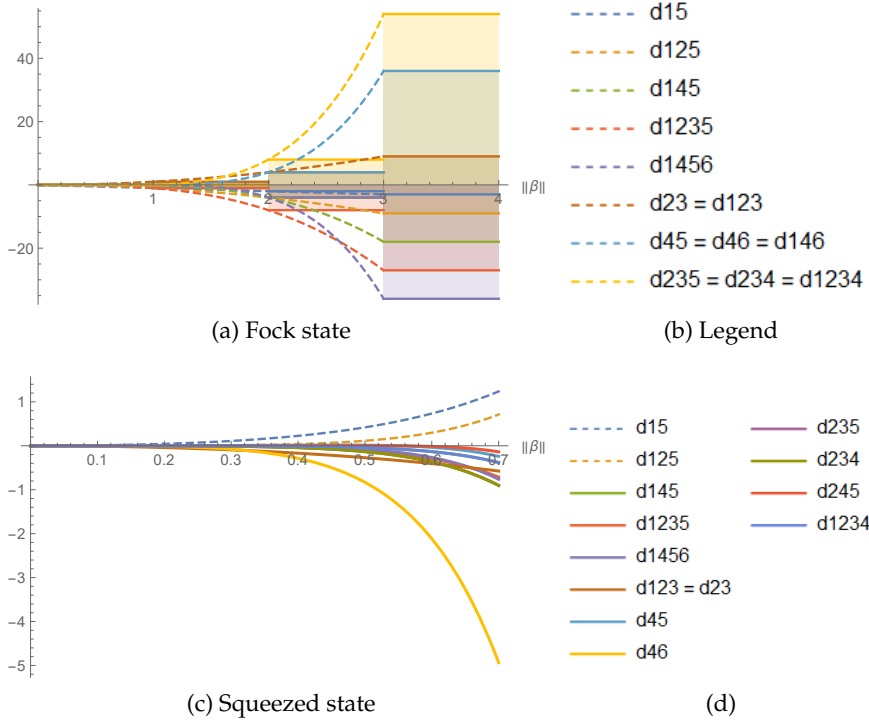 40
20
-20
1
2
3
4
‖β‖
(a) Fock state
d15
d125
d145
d1235
d1456
d23 = d123
d45 = d46 = d146
d235 = d234 = d1234
(b) Legend
1
-1
-2
-3
-4
-5
0.1
0.2
0.3
0.4
0.5
0.6
0.7
‖β‖
(c) Squeezed state
d15
d125
d145
d1235
d1456
d123 = d23
d45
d46
d235
d234
d245
d1234
(d)